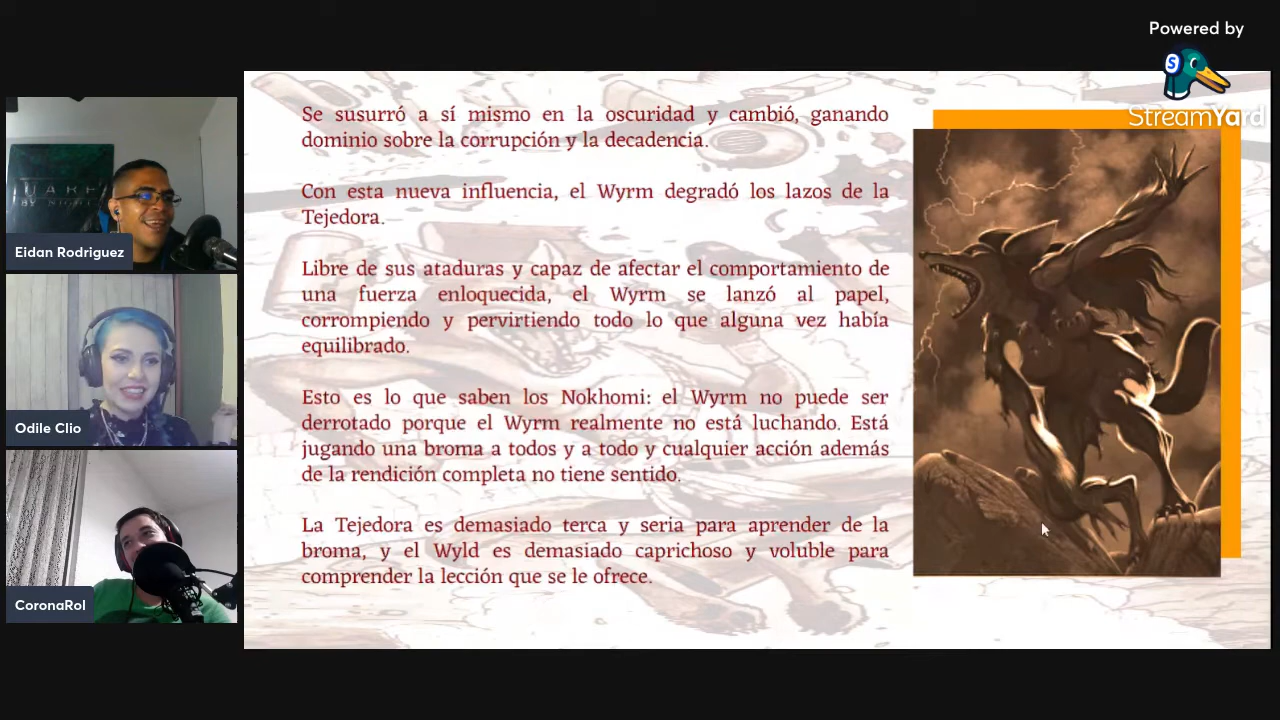 Powered by
StreamYard
Se susurró a sí mismo en la oscuridad y cambió, ganando
dominio sobre la corrupción y la decadencia.
Con esta nueva influencia, el Wyrm degradó los lazos de la
Tejedora.
Libre de sus ataduras y capaz de afectar el comportamiento de
una fuerza enloquecida, el Wyrm se lanzó al papel,
corrompiendo y pervirtiendo todo lo que alguna vez había
equilibrado.
Esto es lo que saben los Nokhomi: el Wyrm no puede ser
derrotado porque el Wyrm realmente no está luchando. Está
jugando una broma a todos y a todo y cualquier acción además
de la rendición completa no tiene sentido.
La Tejedora es demasiado terca y seria para aprender de la
broma, y el Wyld es demasiado caprichoso y voluble para
comprender la lección que se le ofrece.
Eidan Rodriguez
Odile Clio
CoronaRol